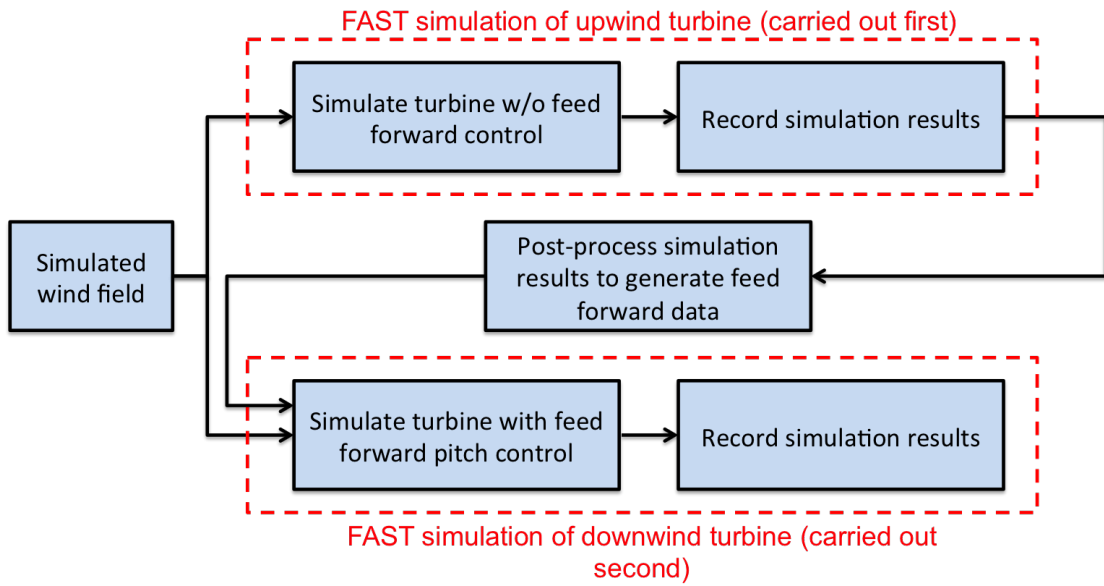 FAST simulation of upwind turbine (carried out first)
Simulate turbine w/o feed
forward control
Record simulation results
Simulated
wind field
Post-process simulation
results to generate feed
forward data
Simulate turbine with feed
forward pitch control
Record simulation results
FAST simulation of downwind turbine (carried out
second)